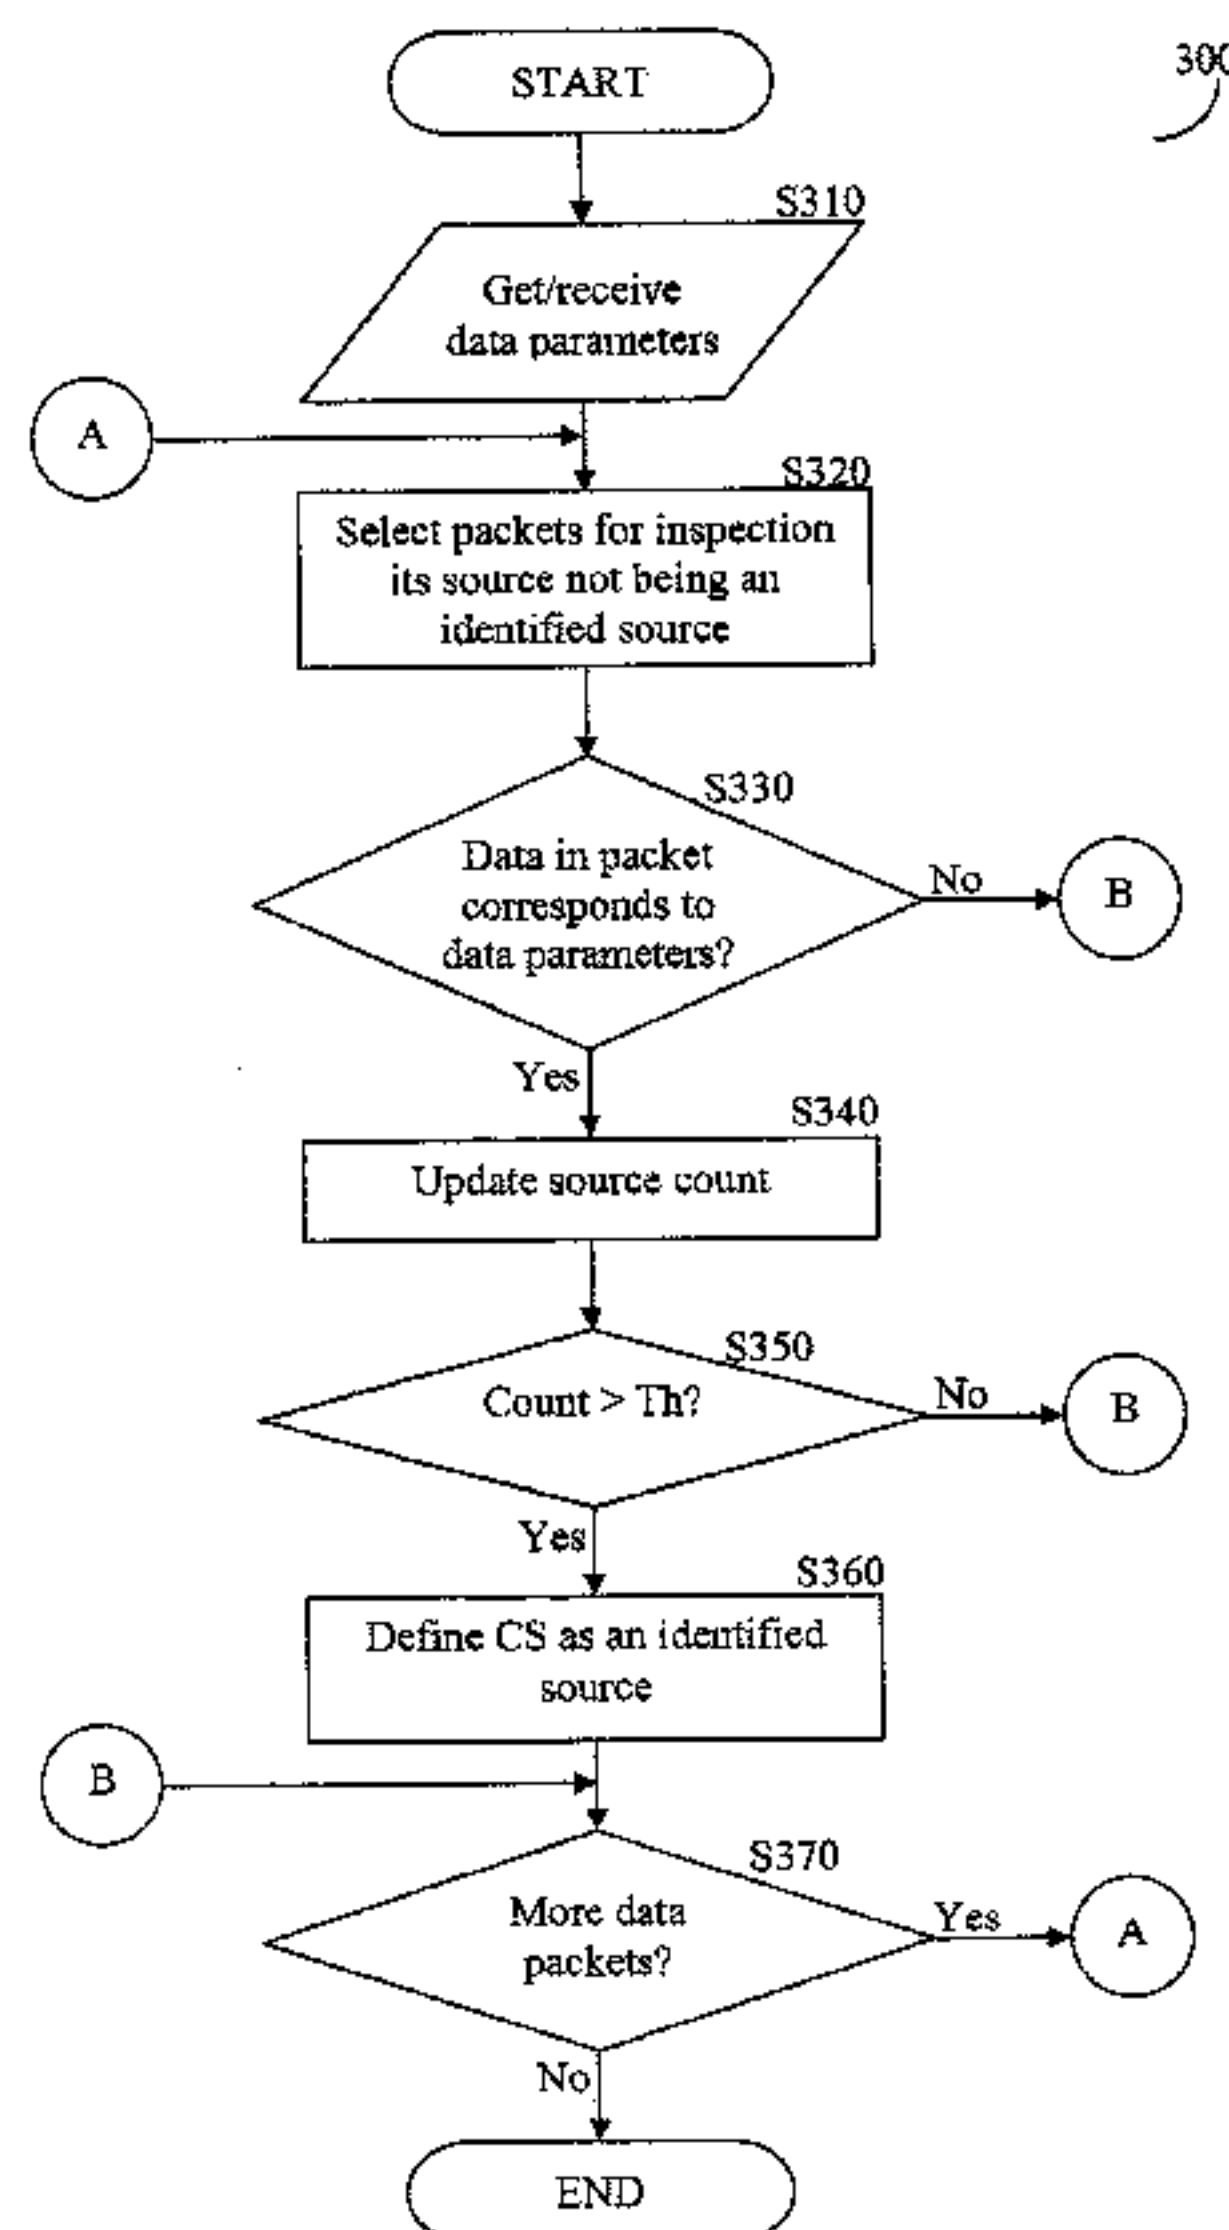 START
300
S310
Get/receive
data parameters
A
S320
Select packets for inspection
its source not being an
identified source
S330
Data in packet
corresponds to
data parameters?
No
B
Yes
S340
Update source count
S350
Count > Th?
No
B
Yes
S360
Define CS as an identified
source
B
S370
More data
packets?
Yes
A
No
END